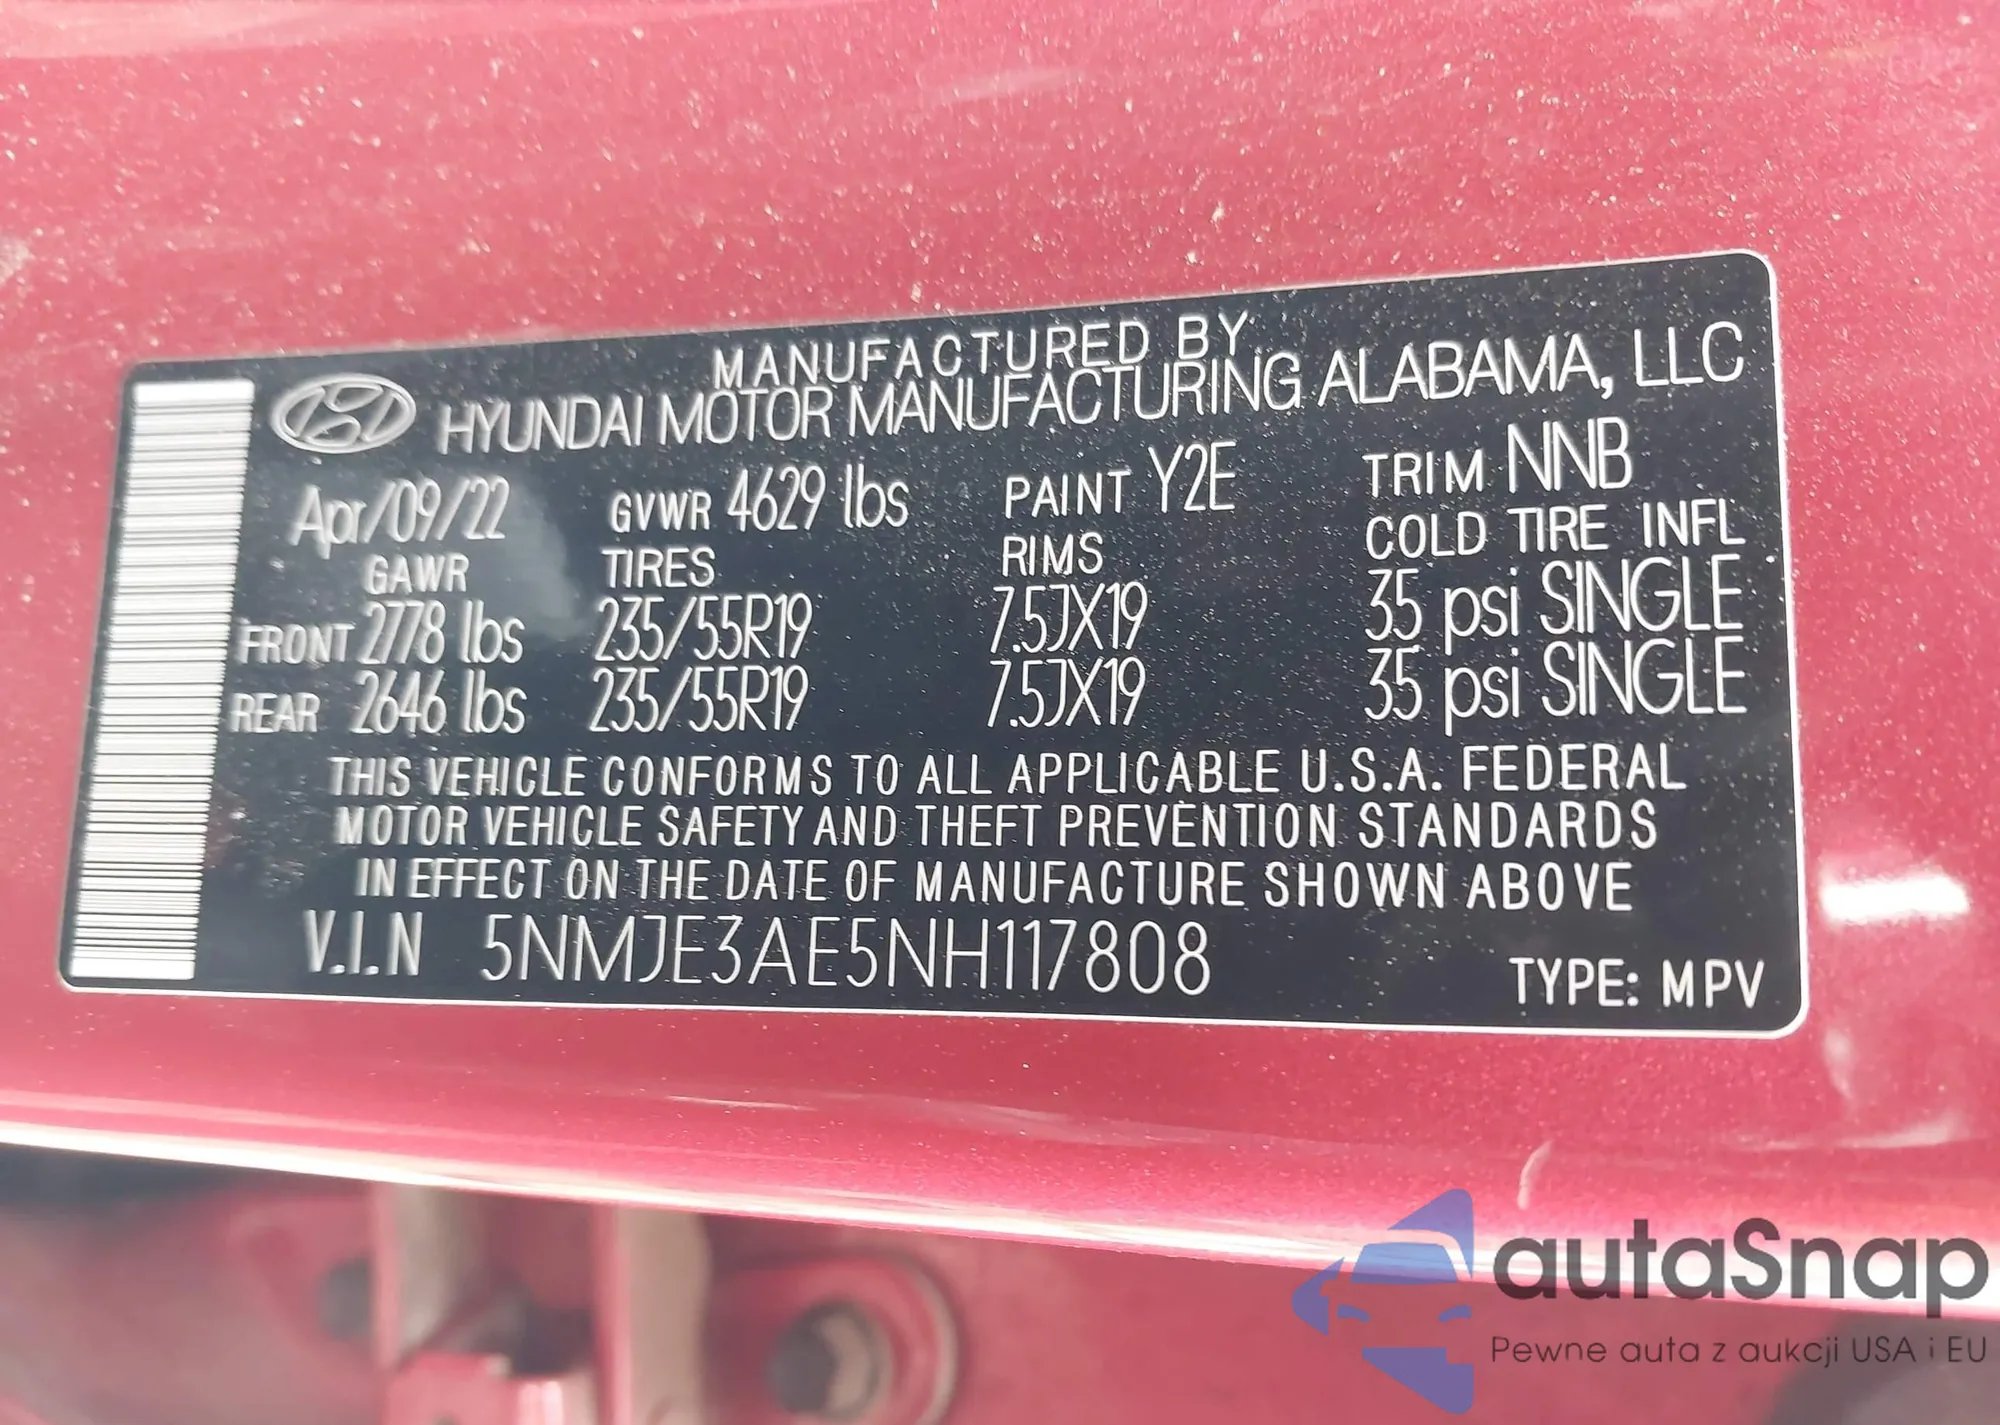 MANUFACTURED BY
HYUNDAI MOTOR MANUFACTURING ALABAMA, LLC
Apr/09/22 GVWR 4629 lbs PAINT Y2E TRIM NNB
GAWR TIRES RIMS COLD TIRE INFL
FRONT 2778 lbs 235/55R19 7.5JX19 35 psi SINGLE
REAR 2646 lbs 235/55R19 7.5JX19 35 psi SINGLE
THIS VEHICLE CONFORMS TO ALL APPLICABLE U.S.A. FEDERAL
MOTOR VEHICLE SAFETY AND THEFT PREVENTION STANDARDS
IN EFFECT ON THE DATE OF MANUFACTURE SHOWN ABOVE
V.I.N 5NMJE3AE5NH117808 TYPE: MPV
autaSnap
Pewne auta z aukcji USA i EU